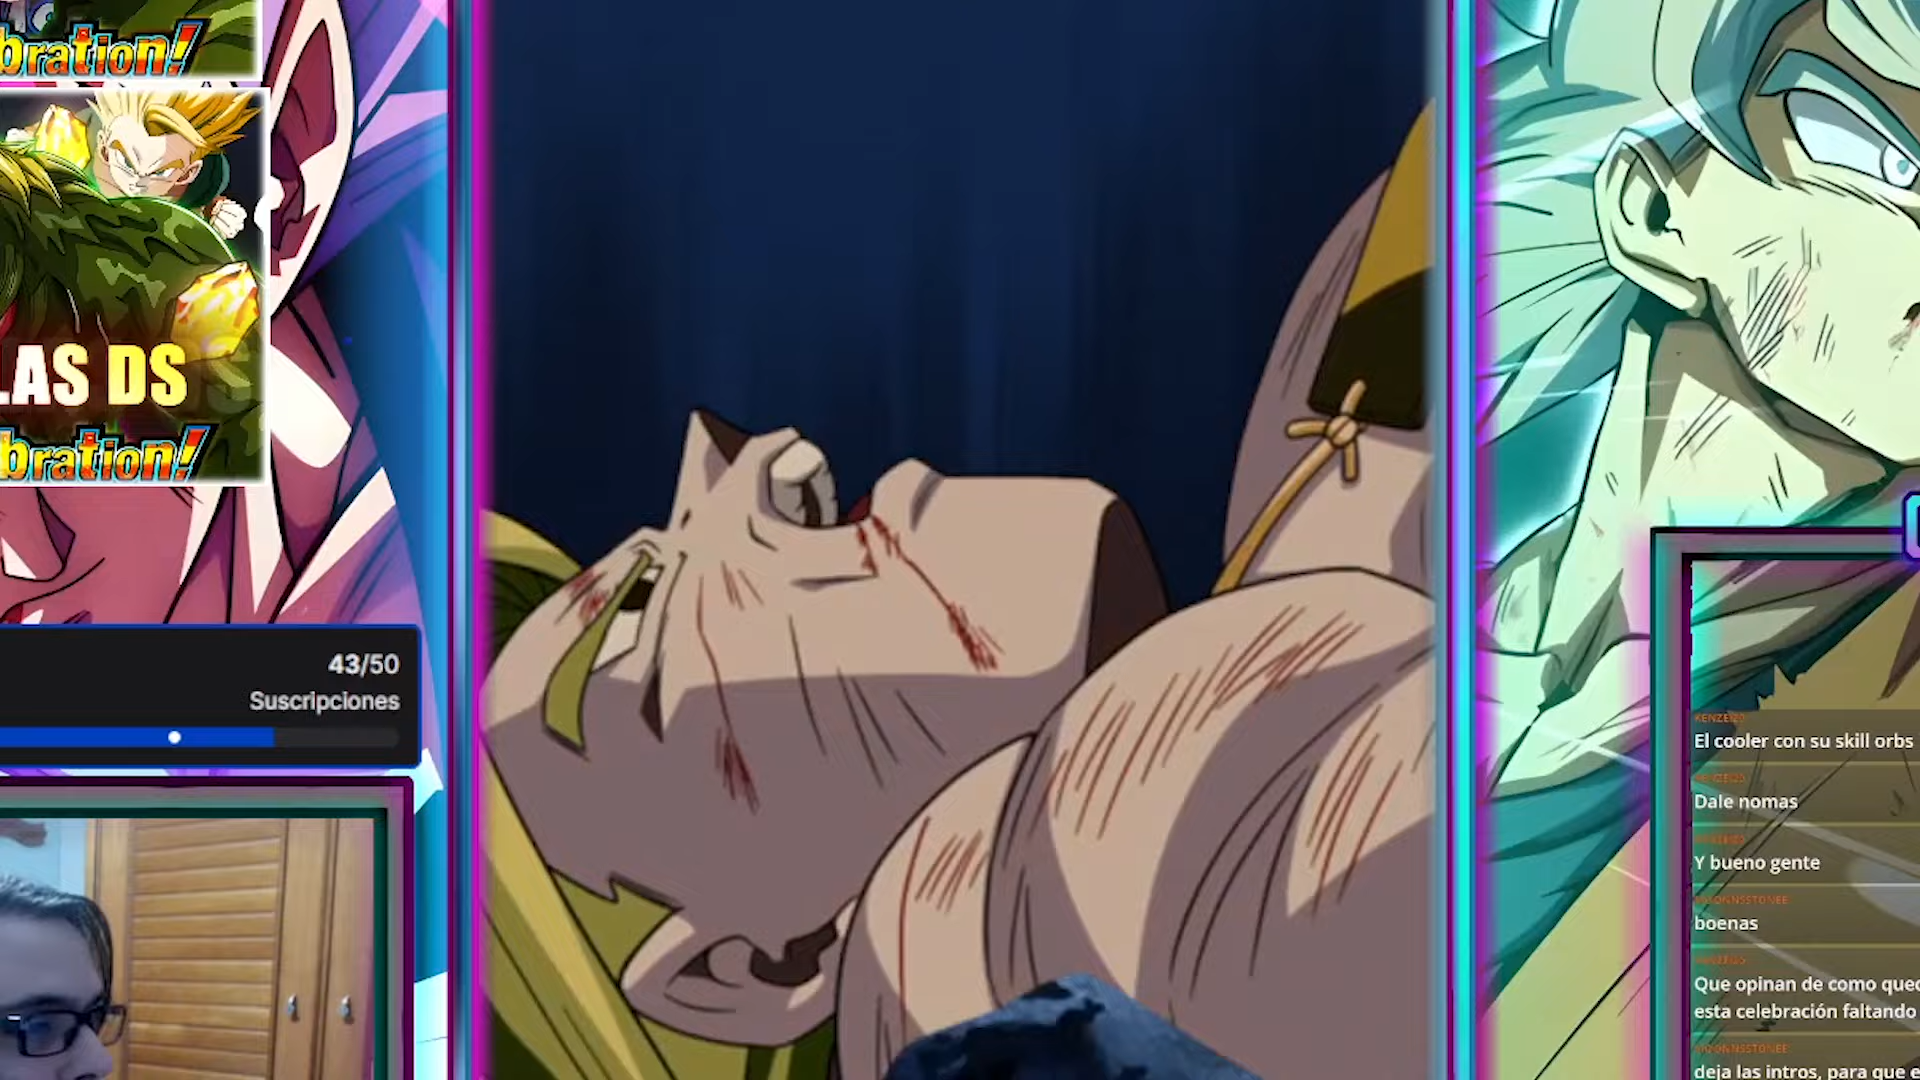 bration!
LAS DS
bration!
43/50
Suscripciones
KENZEI20
El cooler con su skill orbs
Dale nomas
Y bueno gente
boenas
Que opinan de como qued
esta celebración faltando
deja las intros, para que e